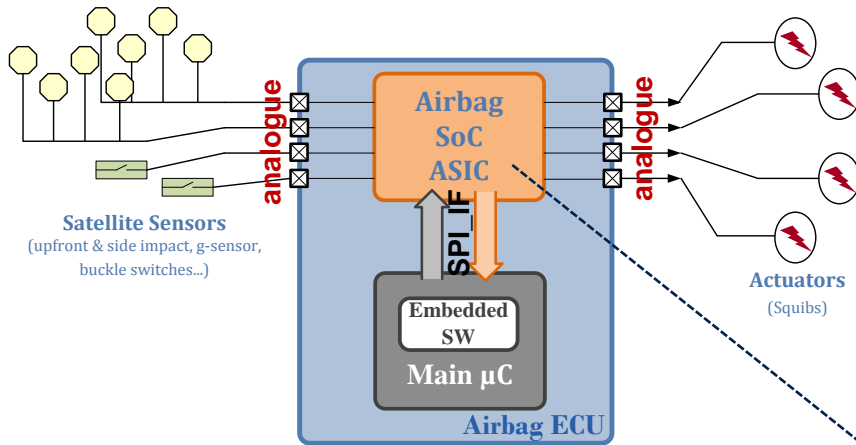 analogue
Airbag
SoC
ASIC
analogue
Satellite Sensors
(upfront & side impact, g-sensor,
buckle switches...)
SPI_IF
Embedded
SW
Main µC
Airbag ECU
Actuators
(Squibs)